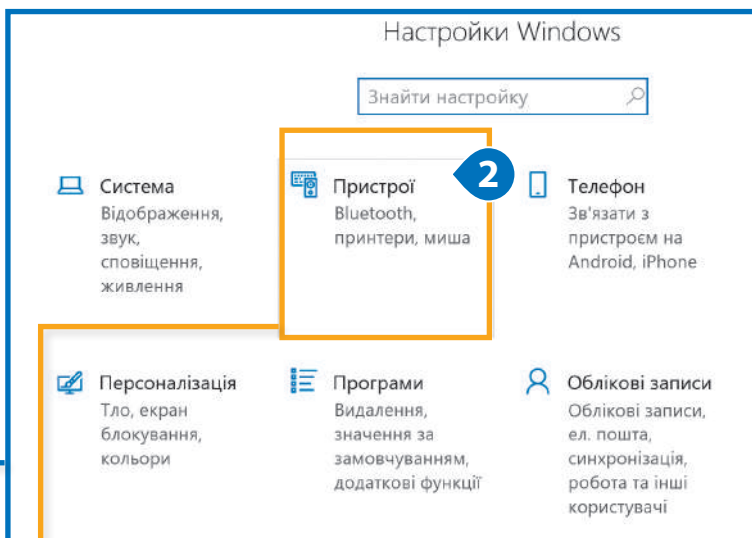 Настройки Windows
Знайти настройку
2
Система
Відображення,
звук,
сповіщення,
живлення
Пристрої
Bluetooth,
принтери, миша
Телефон
Зв'язати з
пристроєм на
Android, iPhone
Персоналізація
Тло, екран
блокування,
кольори
Програми
Видалення,
значення за
замовчуванням,
додаткові функції
Облікові записи
Облікові записи,
ел. пошта,
синхронізація,
робота та інші
користувачі